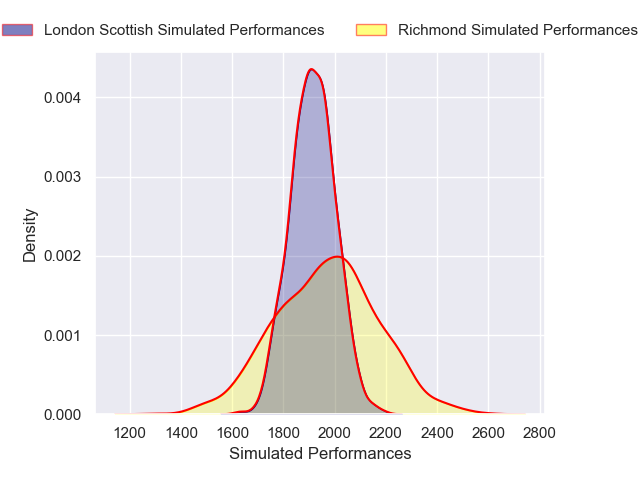 London Scottish Simulated Performances
Richmond Simulated Performances
Density
0.004
0.003
0.002
0.001
0.000
1200 1400 1600 1800 2000 2200 2400 2600 2800
Simulated Performances